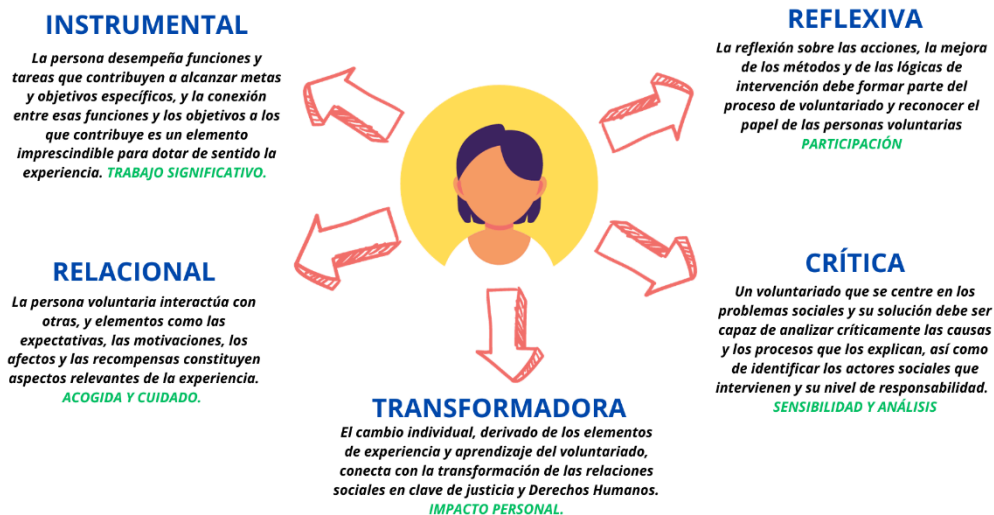 INSTRUMENTAL
La persona desempeña funciones y
tareas que contribuyen a alcanzar metas
y objetivos específicos, y la conexión
entre esas funciones y los objetivos a los
que contribuye es un elemento
imprescindible para dotar de sentido la
experiencia. TRABAJO SIGNIFICATIVO.
REFLEXIVA
La reflexión sobre las acciones, la mejora
de los métodos y de las lógicas de
intervención debe formar parte del
proceso de voluntariado y reconocer el
papel de las personas voluntarias
PARTICIPACIÓN
RELACIONAL
La persona voluntaria interactúa con
otras, y elementos como las
expectativas, las motivaciones, los
afectos y las recompensas constituyen
aspectos relevantes de la experiencia.
ACOGIDA Y CUIDADO.
CRÍTICA
Un voluntariado que se centre en los
problemas sociales y su solución debe ser
capaz de analizar críticamente las causas
y los procesos que los explican, así como
de identificar los actores sociales que
intervienen y su nivel de responsabilidad.
SENSIBILIDAD Y ANÁLISIS
TRANSFORMADORA
El cambio individual, derivado de los elementos
de experiencia y aprendizaje del voluntariado,
conecta con la transformación de las relaciones
sociales en clave de justicia y Derechos Humanos.
IMPACTO PERSONAL.